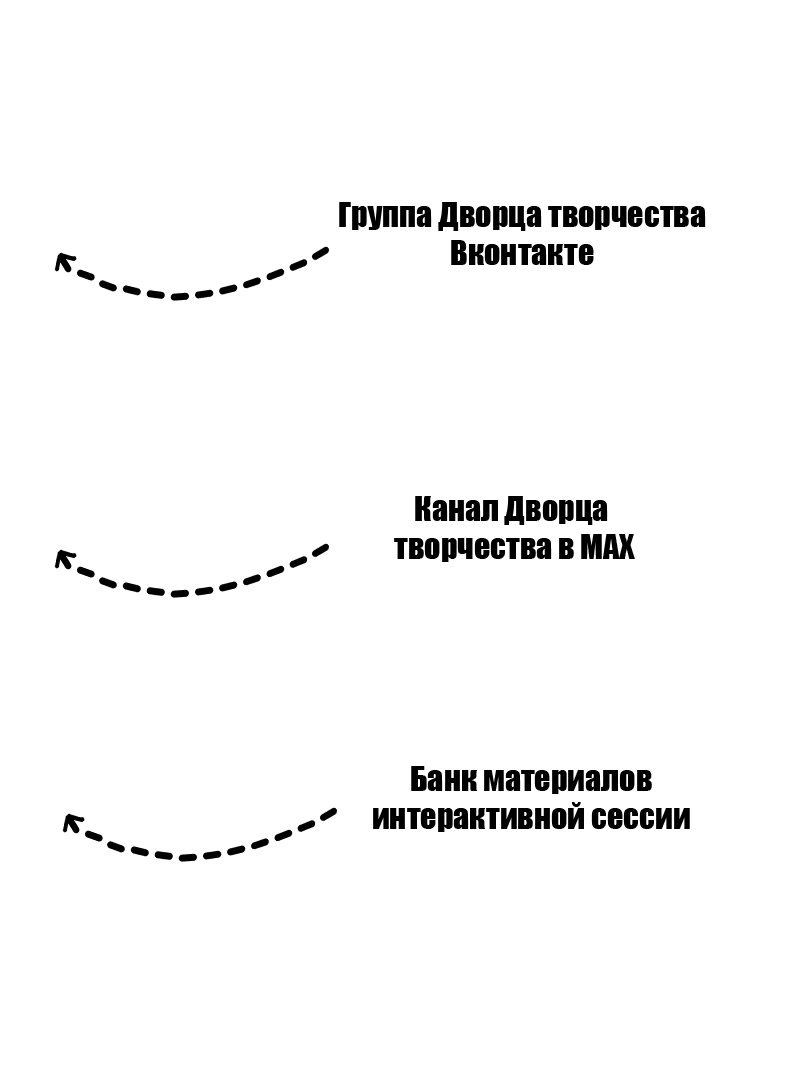 Группа Дворца творчества
Вконтакте
Канал Дворца
творчества в MAX
Банк материалов
интерактивной сессии